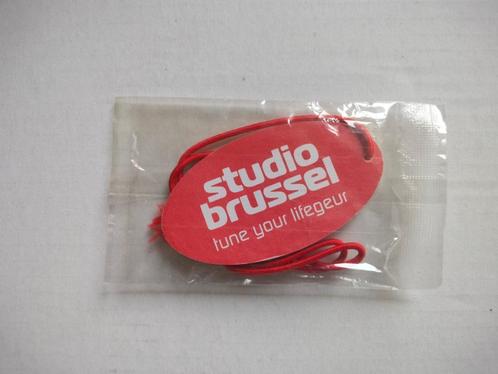 studio
brussel
tune your lifegeur